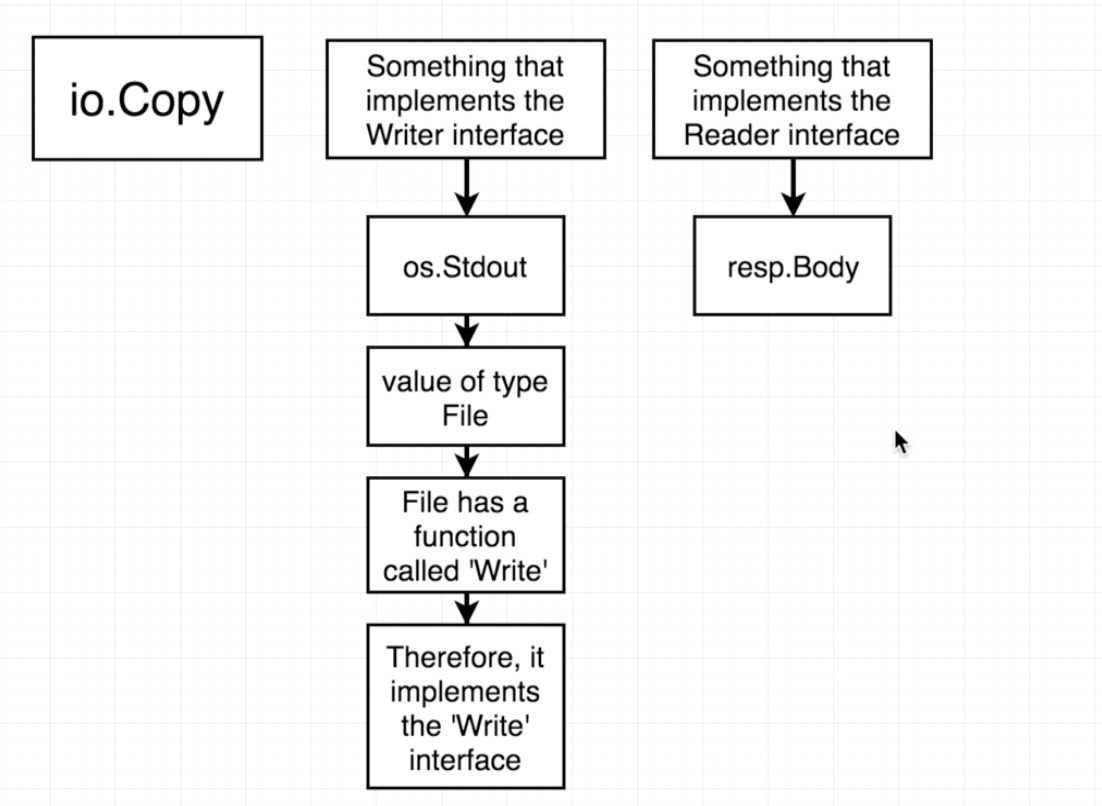 io.Copy
Something that
implements the
Writer interface
Something that
implements the
Reader interface
os.Stdout
resp.Body
value of type
File
File has a
function
called 'Write'
Therefore, it
implements
the 'Write'
interface